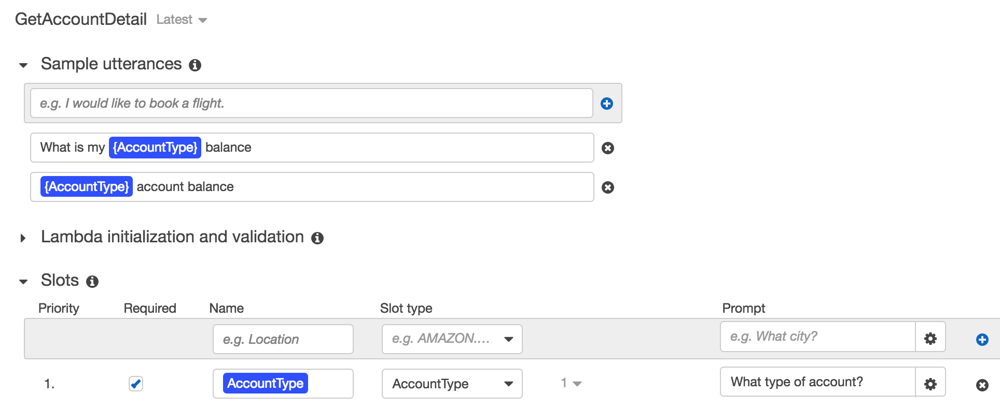 GetAccountDetail Latest
Sample utterances
e.g. I would like to book a flight.
What is my {AccountType} balance
{AccountType} account balance
Lambda initialization and validation
Slots
Priority Required Name Slot type Prompt
e.g. Location e.g. AMAZON.... e.g. What city?
1. AccountType AccountType 1 What type of account?